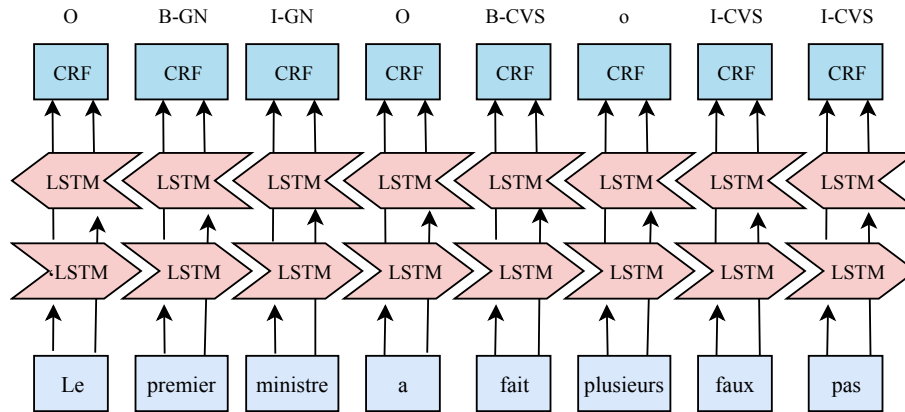 O B-GN I-GN O B-CVS o I-CVS I-CVS
CRF CRF CRF CRF CRF CRF CRF CRF
LSTM LSTM LSTM LSTM LSTM LSTM LSTM LSTM
LSTM LSTM LSTM LSTM LSTM LSTM LSTM LSTM
Le premier ministre a fait plusieurs faux pas